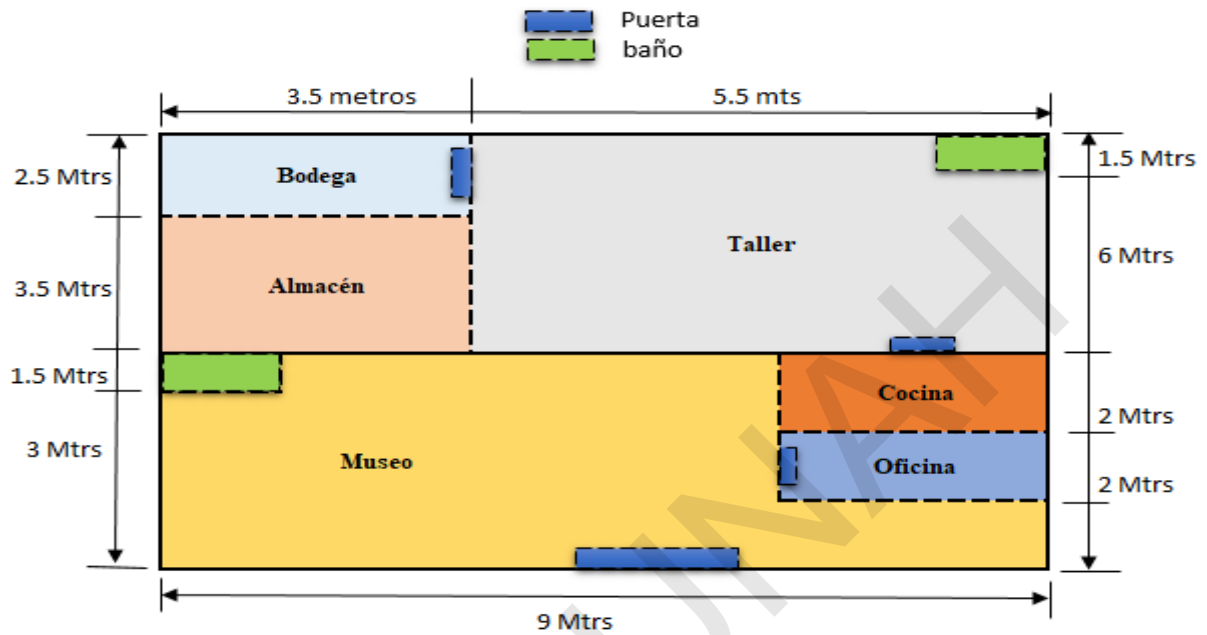 Puerta
baño
3.5 metros
5.5 mts
2.5 Mtrs
Bodega
1.5 Mtrs
Taller
6 Mtrs
3.5 Mtrs
Almacén
1.5 Mtrs
Cocina
2 Mtrs
3 Mtrs
Museo
Oficina
2 Mtrs
9 Mtrs
UNAH